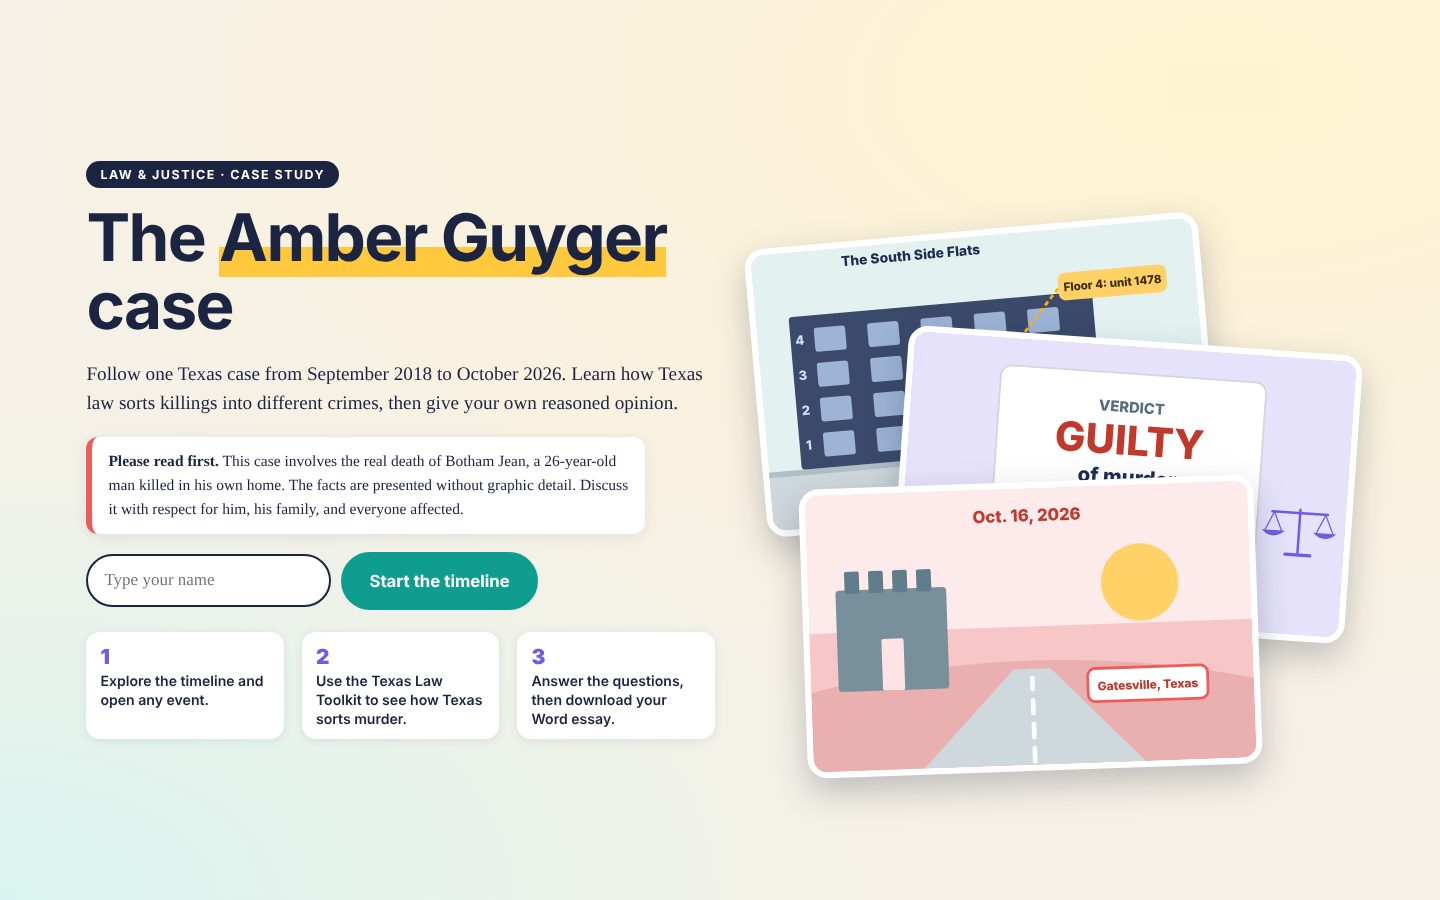 LAW & JUSTICE · CASE STUDY
The Amber Guyger
case
Follow one Texas case from September 2018 to October 2026. Learn how Texas
law sorts killings into different crimes, then give your own reasoned opinion.
Please read first. This case involves the real death of Botham Jean, a 26-year-old
man killed in his own home. The facts are presented without graphic detail. Discuss
it with respect for him, his family, and everyone affected.
Type your name
Start the timeline
1
Explore the timeline and
open any event.
2
Use the Texas Law
Toolkit to see how Texas
sorts murder.
3
Answer the questions,
then download your
Word essay.
The South Side Flats
Floor 4: unit 1478
4
3
2
1
VERDICT
GUILTY
of murder
Oct. 16, 2026
Gatesville, Texas